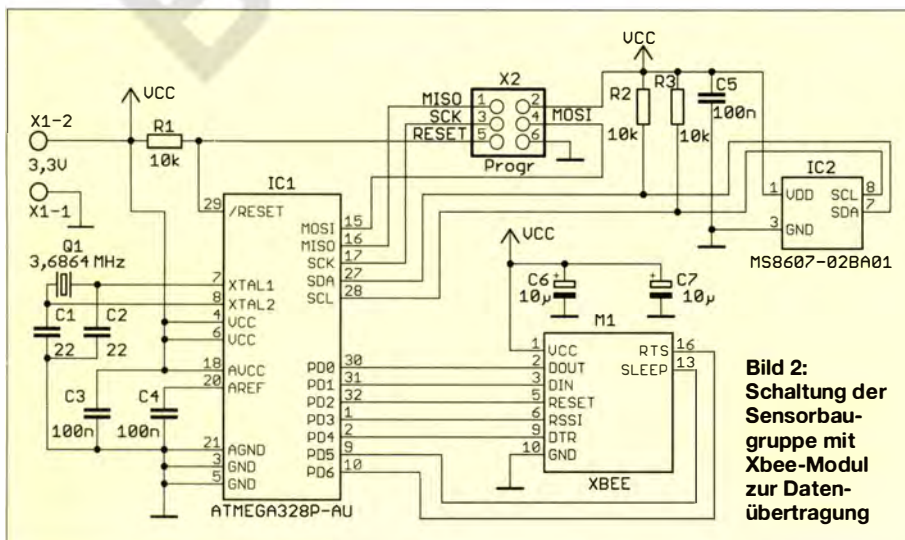 VCC
X1-2
R1
10k
3,3V
X1-1
X2
MISO 1 2
SCK 3 4 MOSI
RESET 5 6
Progr
VCC
R2
R3
C5
100n
10k
10k
IC2
1 VDD SCL 8
SDA 7
3 GND
MS8607-02BA01
IC1
29 /RESET
MOSI 15
MISO 16
SCK 17
SDA 27
SCL 28
Q1
3,6864 MHz
7 XTAL1
8 XTAL2
4 VCC
6 VCC
C1
C2
22
22
18 AVCC
20 AREF
C3
C4
100n
100n
21 AGND
3 GND
5 GND
PD0 30
PD1 31
PD2 32
PD3 1
PD4 2
PD5 9
PD6 10
ATMEGA328P-AU
VCC
C6 +
10µ
+ C7
10µ
M1
1 VCC RTS 16
2 DOUT SLEEP 13
3 DIN
5 RESET
6 RSSI
9 DTR
10 GND
XBEE
Bild 2:
Schaltung der
Sensorbau-
gruppe mit
Xbee-Modul
zur Daten-
übertragung